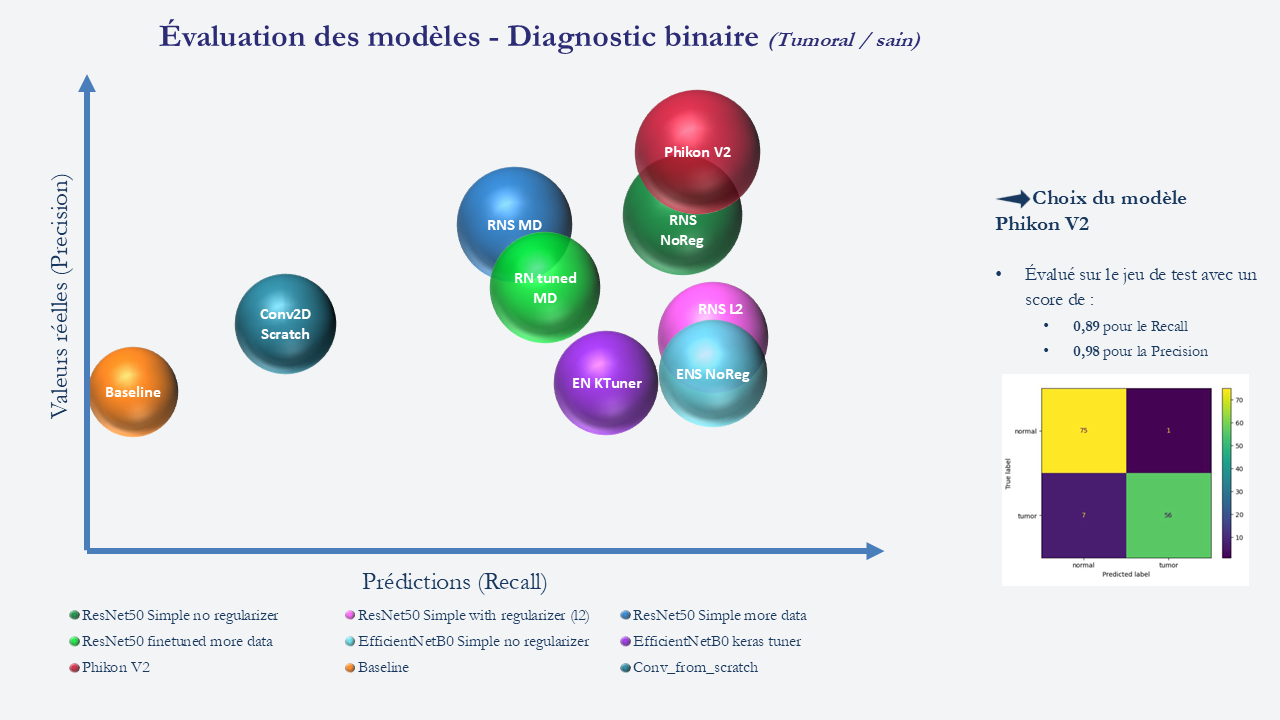 Évaluation des modèles - Diagnostic binaire (Tumoral / sain)
Valeurs réelles (Precision)
Phikon V2
RNS
NoReg
RNS MD
RN tuned
MD
Conv2D
Scratch
RNS L2
ENS NoReg
EN KTuner
Baseline
Prédictions (Recall)
ResNet50 Simple no regularizer
ResNet50 Simple with regularizer (l2)
ResNet50 Simple more data
ResNet50 finetuned more data
EfficientNetB0 Simple no regularizer
EfficientNetB0 keras tuner
Phikon V2
Baseline
Conv_from_scratch
Choix du modèle
Phikon V2
• Évalué sur le jeu de test avec un
score de :
• 0,89 pour le Recall
• 0,98 pour la Precision
True label
normal
tumor
75
1
7
56
normal
tumor
Predicted label
70
60
50
40
30
20
10